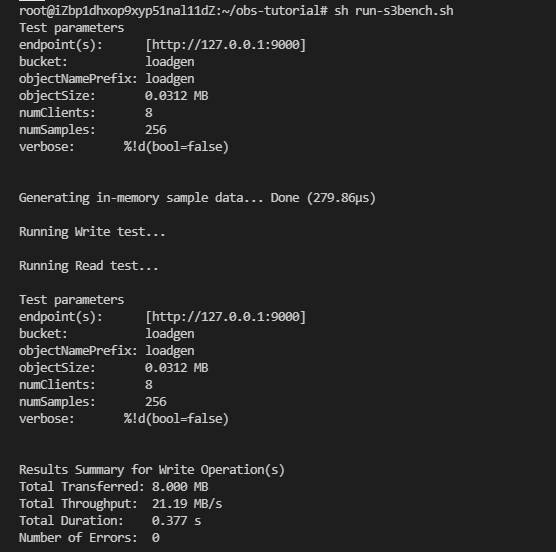 root@iZbp1dhxop9xyp51nal11dZ:~/obs-tutorial# sh run-s3bench.sh
Test parameters
endpoint(s):      [http://127.0.0.1:9000]
bucket:           loadgen
objectNamePrefix: loadgen
objectSize:       0.0312 MB
numClients:       8
numSamples:       256
verbose:       %!d(bool=false)
Generating in-memory sample data... Done (279.86µs)
Running Write test...
Running Read test...
Test parameters
endpoint(s):      [http://127.0.0.1:9000]
bucket:           loadgen
objectNamePrefix: loadgen
objectSize:       0.0312 MB
numClients:       8
numSamples:       256
verbose:       %!d(bool=false)
Results Summary for Write Operation(s)
Total Transferred: 8.000 MB
Total Throughput:  21.19 MB/s
Total Duration:    0.377 s
Number of Errors:  0